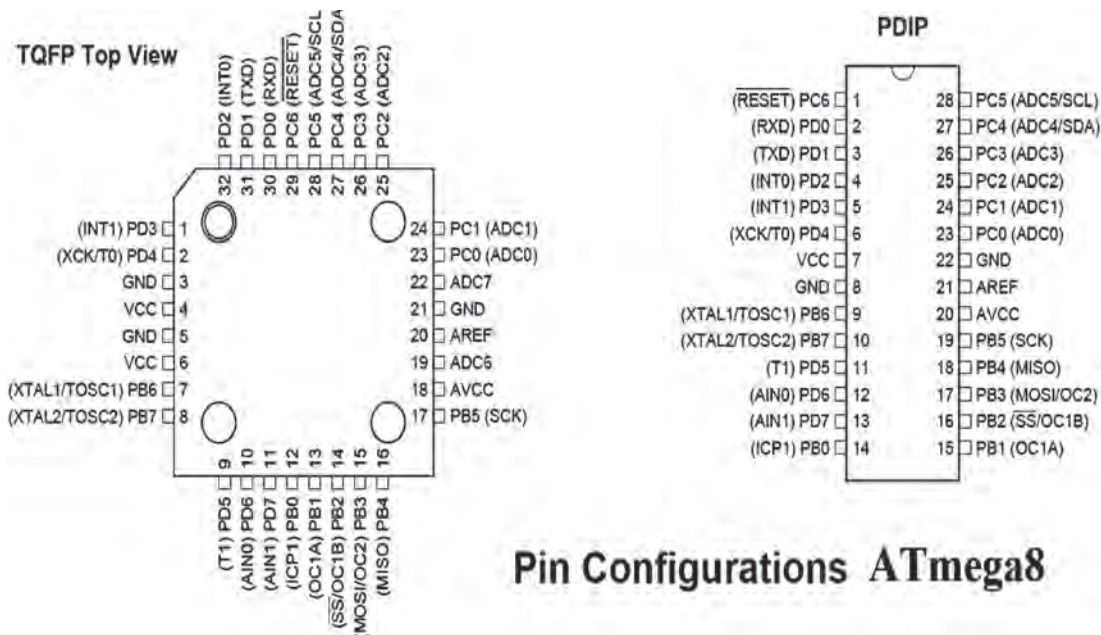 TQFP Top View
PD2 (INT0)
PD1 (TXD)
PD0 (RXD)
PC6 (RESET)
PC5 (ADC5/SCL
PC4 (ADC4/SDA
PC3 (ADC3)
PC2 (ADC2)
32 31 30 29 28 27 26 25
(INT1) PD3 1
(XCK/T0) PD4 2
GND 3
VCC 4
GND 5
VCC 6
(XTAL1/TOSC1) PB6 7
(XTAL2/TOSC2) PB7 8
24 PC1 (ADC1)
23 PC0 (ADC0)
22 ADC7
21 GND
20 AREF
19 ADC6
18 AVCC
17 PB5 (SCK)
9 10 11 12 13 14 15 16
(T1) PD5
(AIN0) PD6
(AIN1) PD7
(ICP1) PB0
(OC1A) PB1
(SS/OC1B) PB2
MOSI/OC2) PB3
(MISO) PB4
PDIP
(RESET) PC6 1 28 PC5 (ADC5/SCL)
(RXD) PD0 2 27 PC4 (ADC4/SDA)
(TXD) PD1 3 26 PC3 (ADC3)
(INT0) PD2 4 25 PC2 (ADC2)
(INT1) PD3 5 24 PC1 (ADC1)
(XCK/T0) PD4 6 23 PC0 (ADC0)
VCC 7 22 GND
GND 8 21 AREF
(XTAL1/TOSC1) PB6 9 20 AVCC
(XTAL2/TOSC2) PB7 10 19 PB5 (SCK)
(T1) PD5 11 18 PB4 (MISO)
(AIN0) PD6 12 17 PB3 (MOSI/OC2)
(AIN1) PD7 13 16 PB2 (SS/OC1B)
(ICP1) PB0 14 15 PB1 (OC1A)
Pin Configurations ATmega8